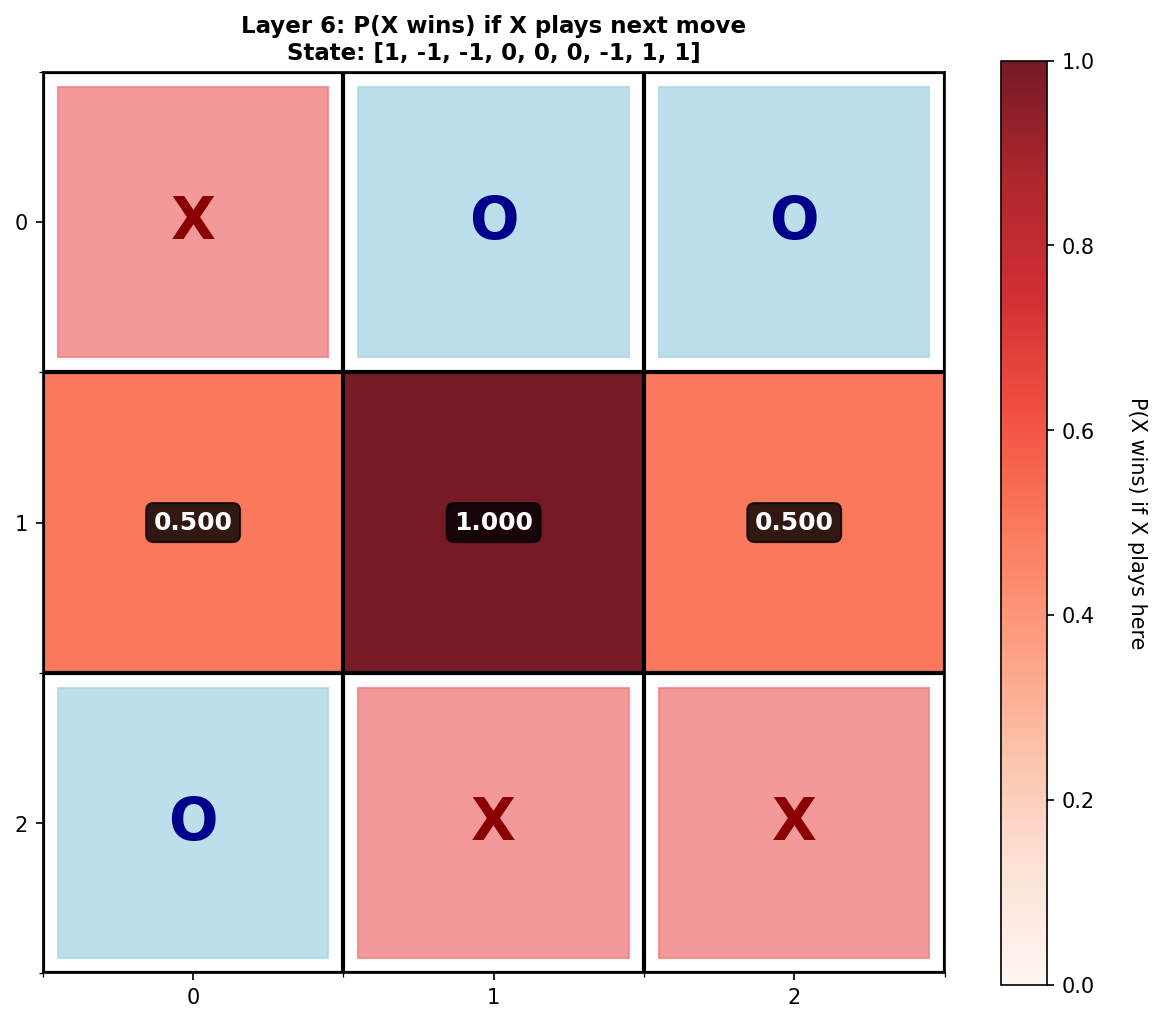 Layer 6: P(X wins) if X plays next move
State: [1, -1, -1, 0, 0, 0, -1, 1, 1]
X O O
0.500 1.000 0.500
O X X
0
1
2
0 1 2
1.0
0.8
0.6
0.4
0.2
0.0
P(X wins) if X plays here